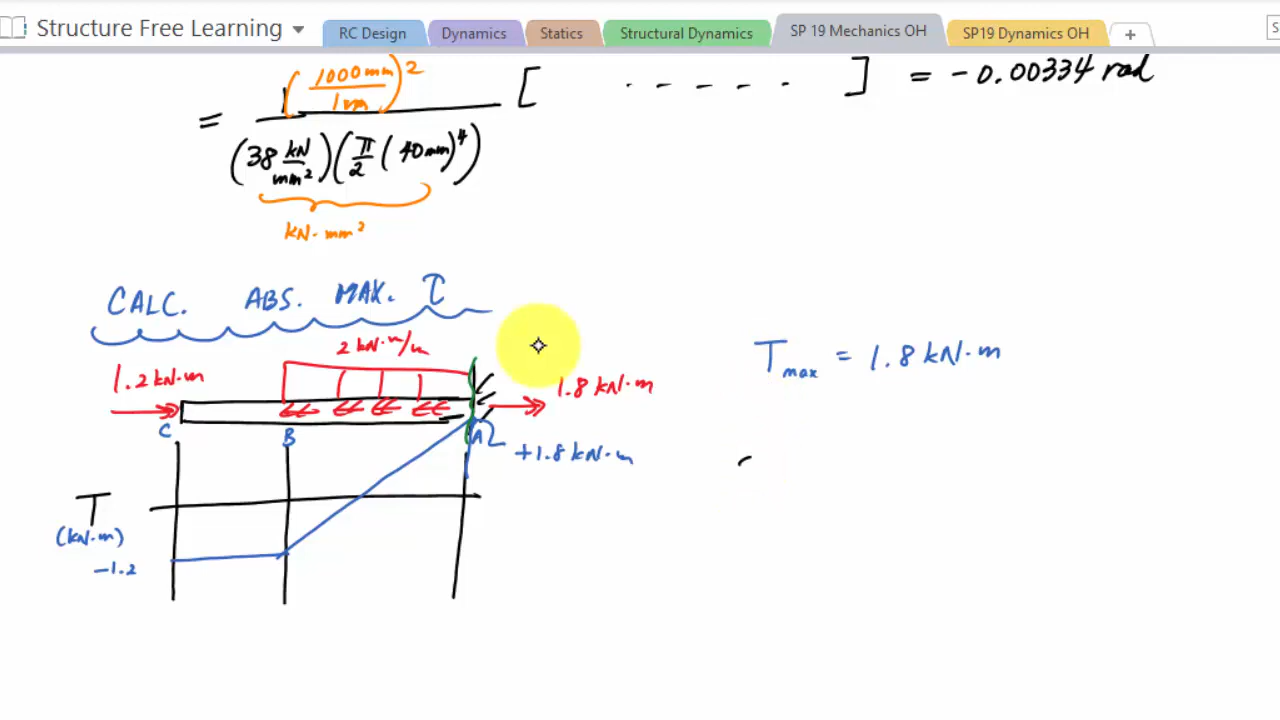 Structure Free Learning
RC Design
Dynamics
Statics
Structural Dynamics
SP 19 Mechanics OH
SP19 Dynamics OH
+
= (1000mm/1m)² / (38 kN/mm²)(π/2 (40mm)⁴) [ ····· ] = -0.00334 rad
kN·mm²
CALC. ABS. MAX. τ
2 kN·m/m
1.2 kN·m
1.8 kN·m
C
B
A
+1.8 kN·m
T
(kN·m)
-1.2
Tmax = 1.8 kN·m